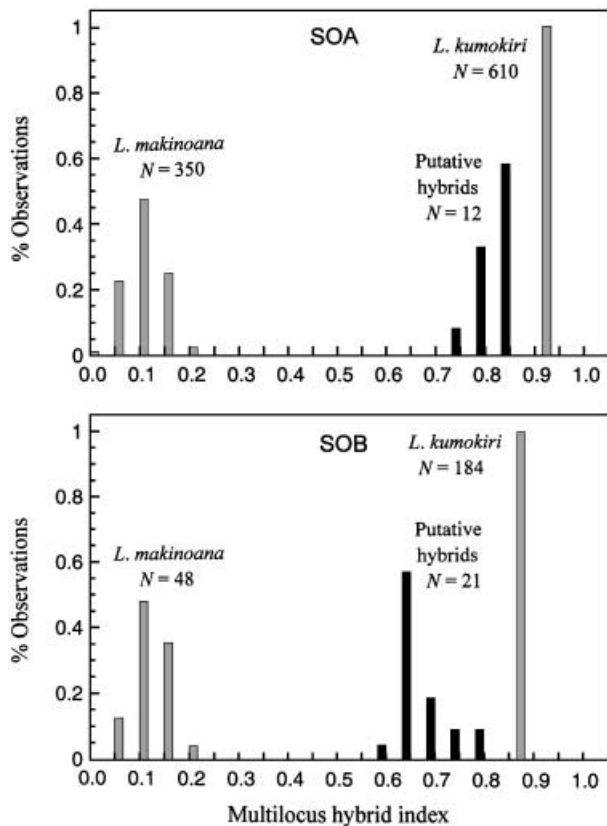 1
SOA
L. kumokiri
N = 610
0.8
L. makinoana
N = 350
0.6
Putative
hybrids
N = 12
% Observations
0.4
0.2
0
0.0 0.1 0.2 0.3 0.4 0.5 0.6 0.7 0.8 0.9 1.0
1
SOB
L. kumokiri
N = 184
0.8
0.6
L. makinoana
N = 48
Putative
hybrids
N = 21
% Observations
0.4
0.2
0
0.0 0.1 0.2 0.3 0.4 0.5 0.6 0.7 0.8 0.9 1.0
Multilocus hybrid index